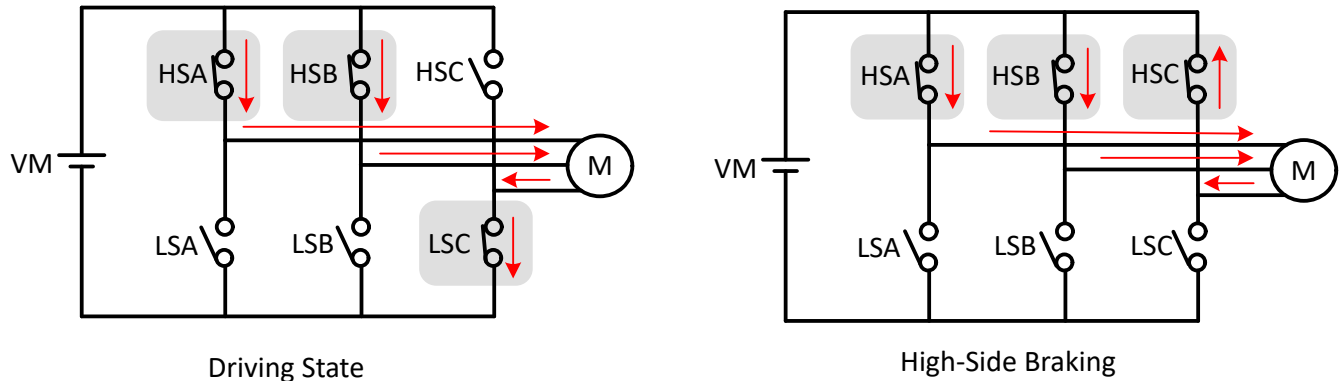 HSA HSB HSC
VM M
LSA LSB LSC
Driving State
HSA HSB HSC
VM M
LSA LSB LSC
High-Side Braking